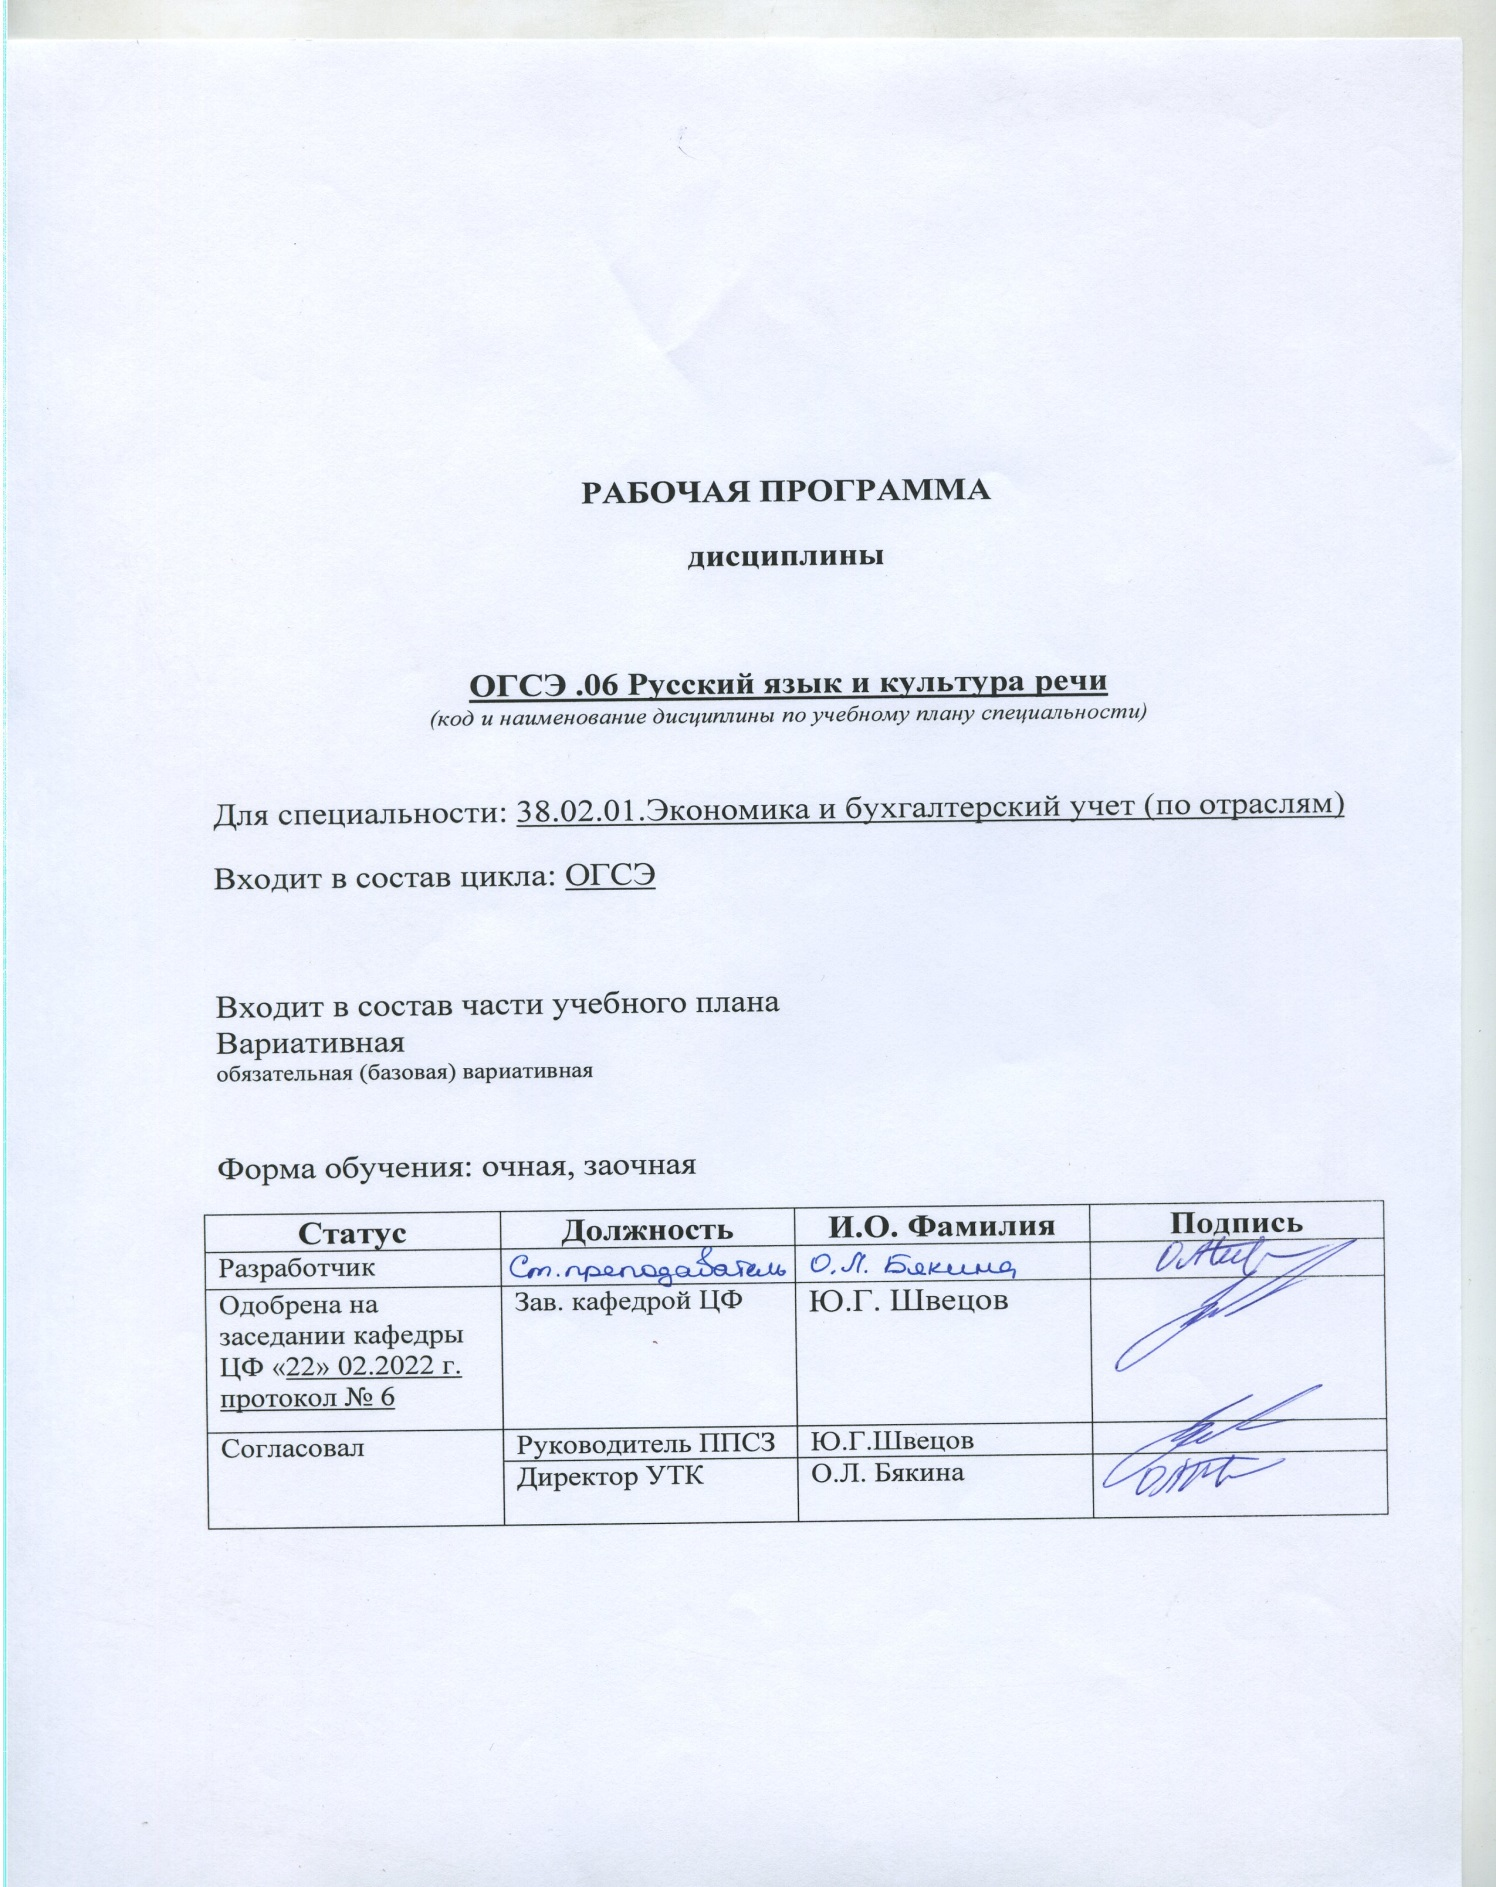 РАБОЧАЯ ПРОГРАММА
дисциплины
ОГСЭ .06 Русский язык и культура речи
(код и наименование дисциплины по учебному плану специальности)
Для специальности: 38.02.01.Экономика и бухгалтерский учет (по отраслям)
Входит в состав цикла: ОГСЭ
Входит в состав части учебного плана
Вариативная
обязательная (базовая) вариативная
Форма обучения: очная, заочная
Статус Должность И.О. Фамилия Подпись
Разработчик Ст. преподаватель О.Л. Бякина
Одобрена на Зав. кафедрой ЦФ Ю.Г. Швецов
заседании кафедры
ЦФ «22» 02.2022 г.
протокол № 6
Согласовал Руководитель ППСЗ Ю.Г.Швецов
Директор УТК О.Л. Бякина